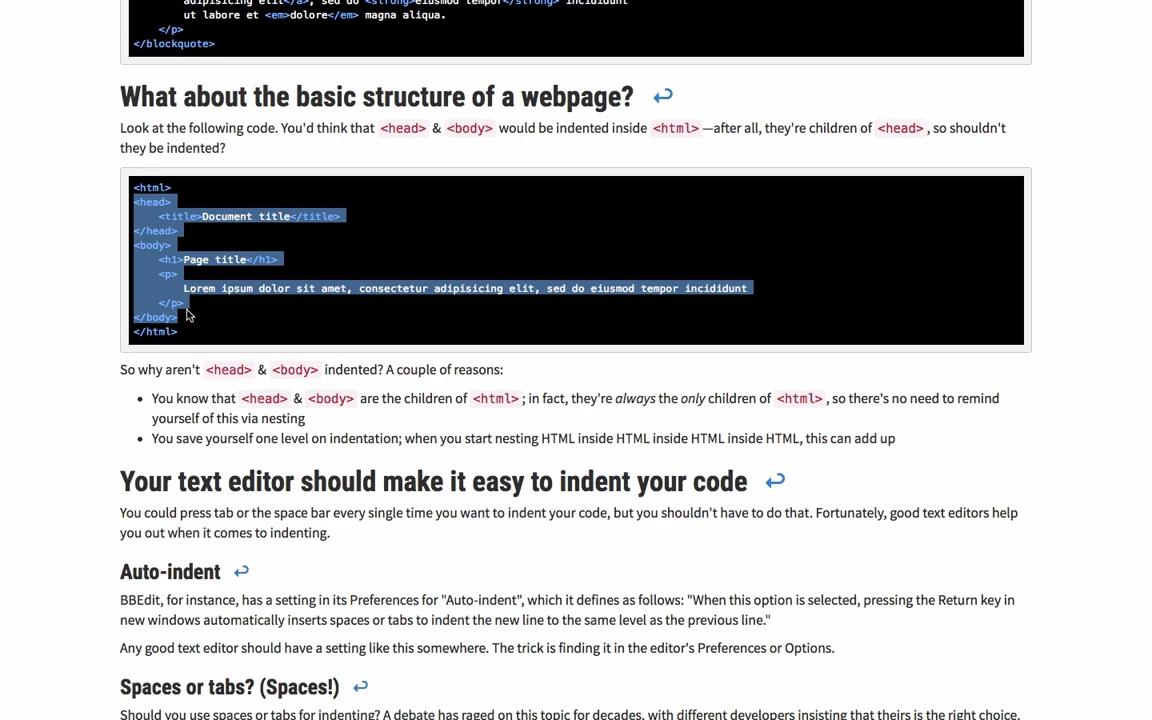 adipisicing elit</a>, sed do <strong>eiusmod tempor</strong> incididunt
ut labore et <em>dolore</em> magna aliqua.
</p>
</blockquote>
What about the basic structure of a webpage? ↩
Look at the following code. You'd think that <head> & <body> would be indented inside <html>—after all, they're children of <head>, so shouldn't
they be indented?
<html>
<head>
    <title>Document title</title>
</head>
<body>
    <h1>Page title</h1>
    <p>
        Lorem ipsum dolor sit amet, consectetur adipisicing elit, sed do eiusmod tempor incididunt
    </p>
</body>
</html>
So why aren't <head> & <body> indented? A couple of reasons:
• You know that <head> & <body> are the children of <html>; in fact, they're always the only children of <html>, so there's no need to remind
yourself of this via nesting
• You save yourself one level on indentation; when you start nesting HTML inside HTML inside HTML inside HTML, this can add up
Your text editor should make it easy to indent your code ↩
You could press tab or the space bar every single time you want to indent your code, but you shouldn't have to do that. Fortunately, good text editors help
you out when it comes to indenting.
Auto-indent ↩
BBEdit, for instance, has a setting in its Preferences for "Auto-indent", which it defines as follows: "When this option is selected, pressing the Return key in
new windows automatically inserts spaces or tabs to indent the new line to the same level as the previous line."
Any good text editor should have a setting like this somewhere. The trick is finding it in the editor's Preferences or Options.
Spaces or tabs? (Spaces!) ↩
Should you use spaces or tabs for indenting? A debate has raged on this topic for decades, with different developers insisting that theirs is the right choice.